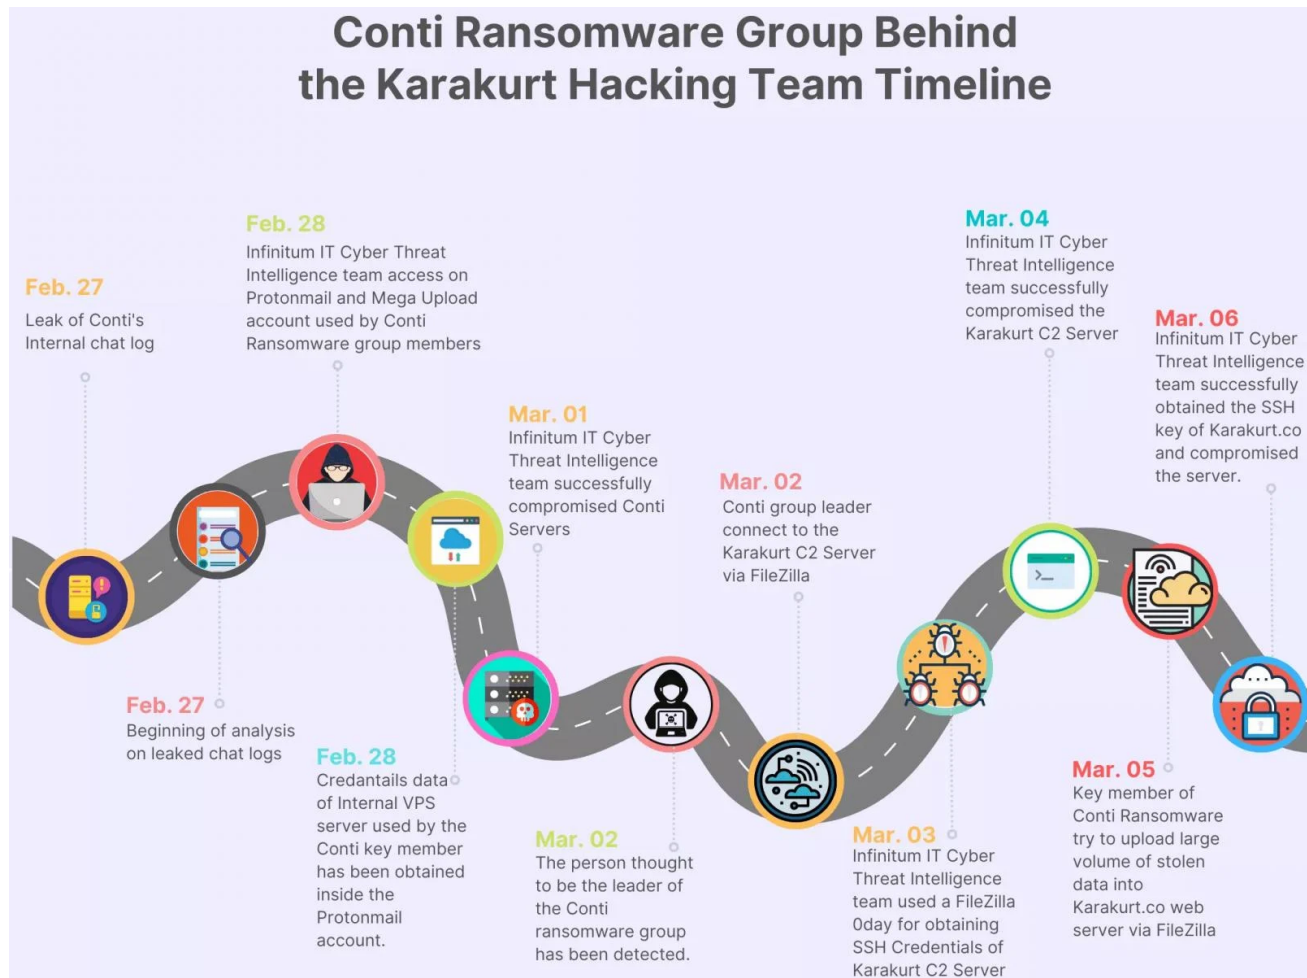 Conti Ransomware Group Behind
the Karakurt Hacking Team Timeline
Feb. 27
Leak of Conti's
Internal chat log
Feb. 27
Beginning of analysis
on leaked chat logs
Feb. 28
Infinitum IT Cyber Threat
Intelligence team access on
Protonmail and Mega Upload
account used by Conti
Ransomware group members
Feb. 28
Credantails data
of Internal VPS
server used by the
Conti key member
has been obtained
inside the
Protonmail
account.
Mar. 01
Infinitum IT Cyber
Threat Intelligence
team successfully
compromised Conti
Servers
Mar. 02
The person thought
to be the leader of
the Conti
ransomware group
has been detected.
Mar. 02
Conti group leader
connect to the
Karakurt C2 Server
via FileZilla
Mar. 03
Infinitum IT Cyber
Threat Intelligence
team used a FileZilla
0day for obtaining
SSH Credentials of
Karakurt C2 Server
Mar. 04
Infinitum IT Cyber
Threat Intelligence
team successfully
compromised the
Karakurt C2 Server
Mar. 05
Key member of
Conti Ransomware
try to upload large
volume of stolen
data into
Karakurt.co web
server via FileZilla
Mar. 06
Infinitum IT Cyber
Threat Intelligence
team successfully
obtained the SSH
key of Karakurt.co
and compromised
the server.